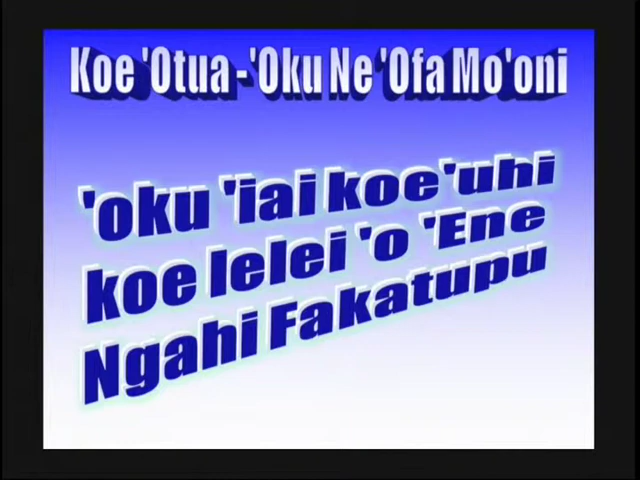 Koe 'Otua -'Oku Ne 'Ofa Mo'oni
'oku 'iai koe'uhi
koe lelei 'o 'Ene
Ngahi Fakatupu